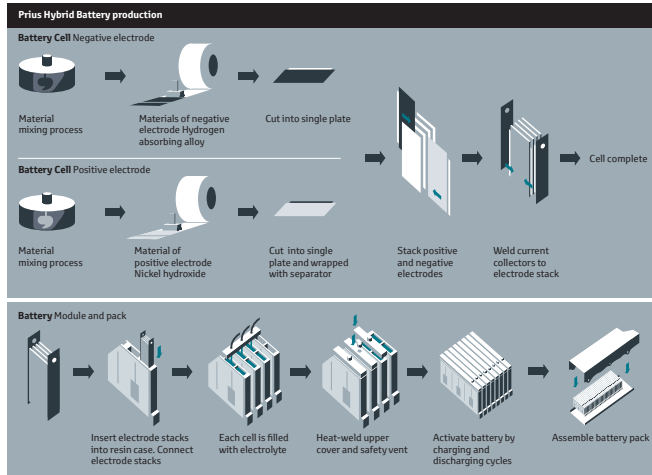 Prius Hybrid Battery production
Battery Cell Negative electrode
Material
mixing process
Materials of negative
electrode Hydrogen
absorbing alloy
Cut into single plate
Battery Cell Positive electrode
Material
mixing process
Material of
positive electrode
Nickel hydroxide
Cut into single
plate and wrapped
with separator
Stack positive
and negative
electrodes
Weld current
collectors to
electrode stack
Cell complete
Battery Module and pack
Insert electrode stacks
into resin case. Connect
electrode stacks
Each cell is filled
with electrolyte
Heat-weld upper
cover and safety vent
Activate battery by
charging and
discharging cycles
Assemble battery pack